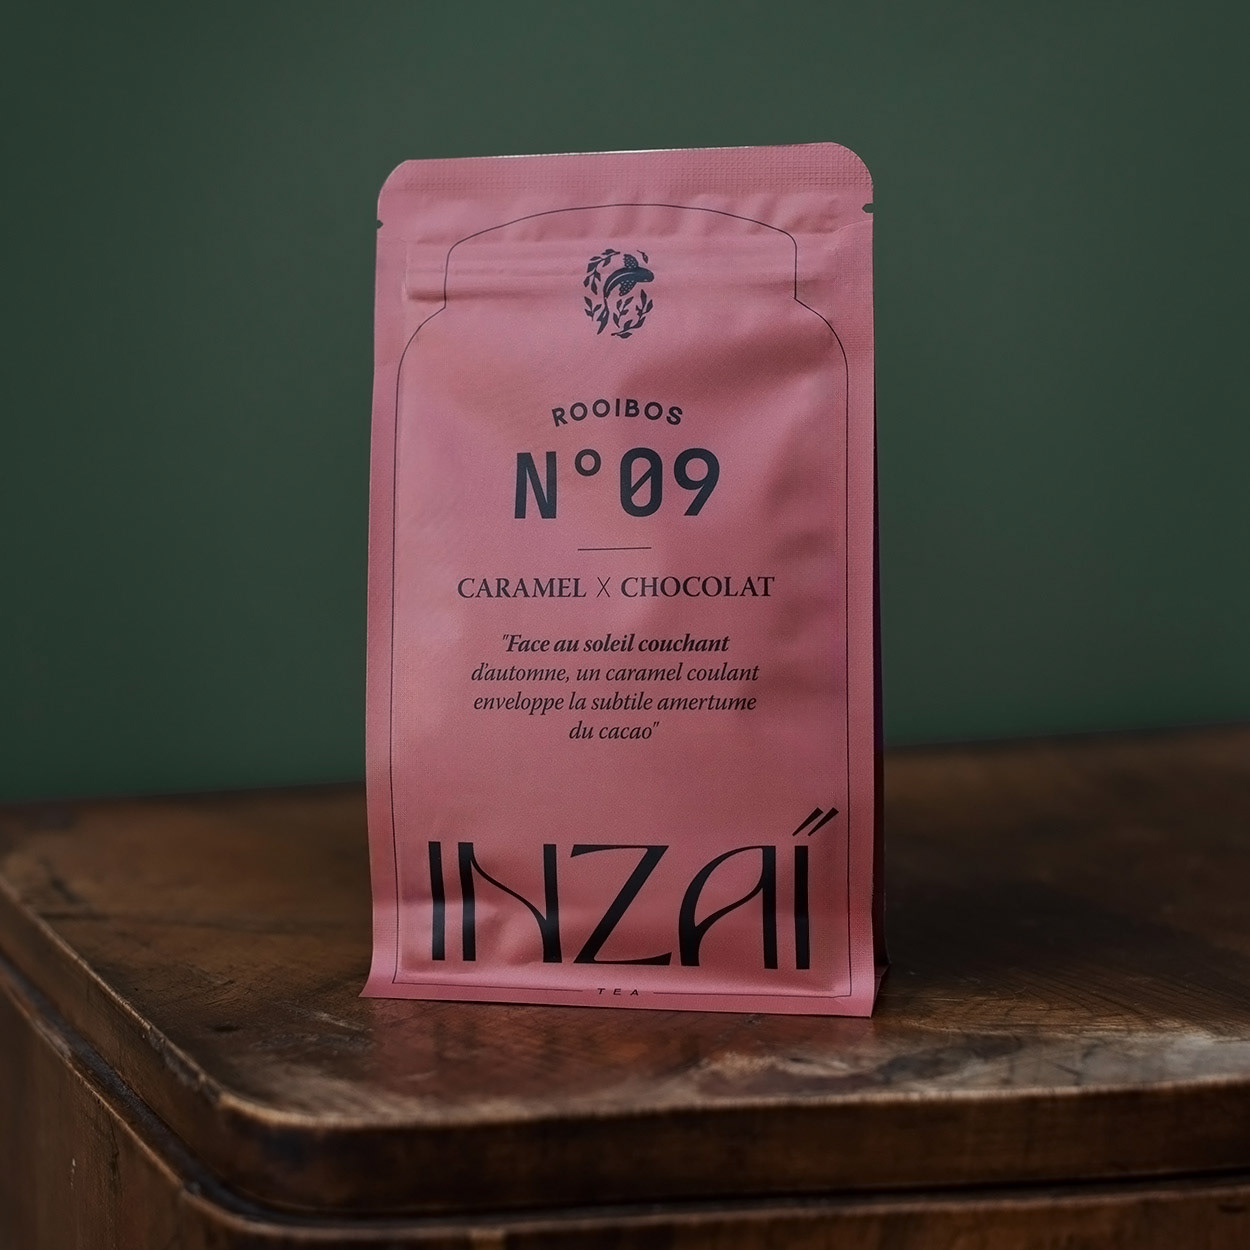 ROOIBOS
N°09
CARAMEL X CHOCOLAT
"Face au soleil couchant
d'automne, un caramel coulant
enveloppe la subtile amertume
du cacao"
INZAÏ
TEA